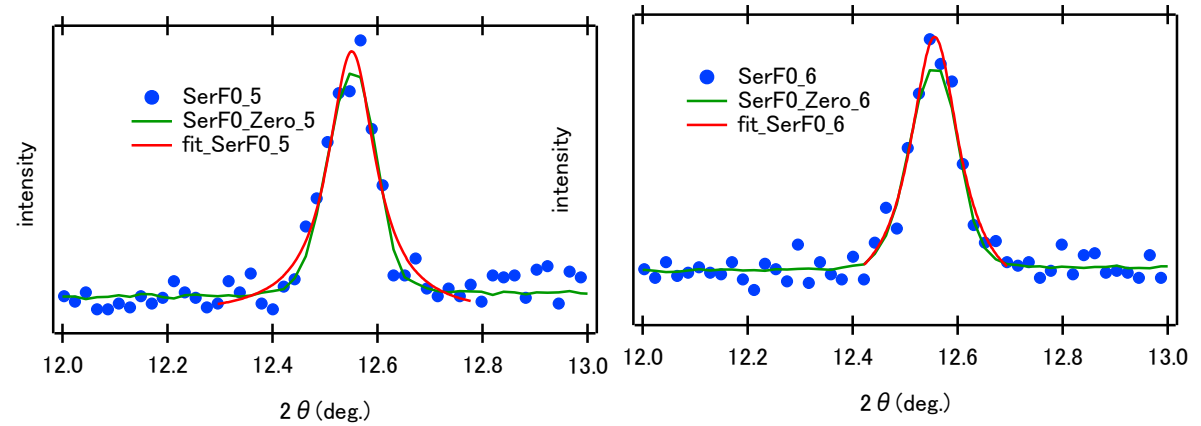 SerF0_5
SerF0_Zero_5
fit_SerF0_5
intensity
12.0 12.2 12.4 12.6 12.8 13.0
2θ(deg.)
SerF0_6
SerF0_Zero_6
fit_SerF0_6
intensity
12.0 12.2 12.4 12.6 12.8 13.0
2θ(deg.)